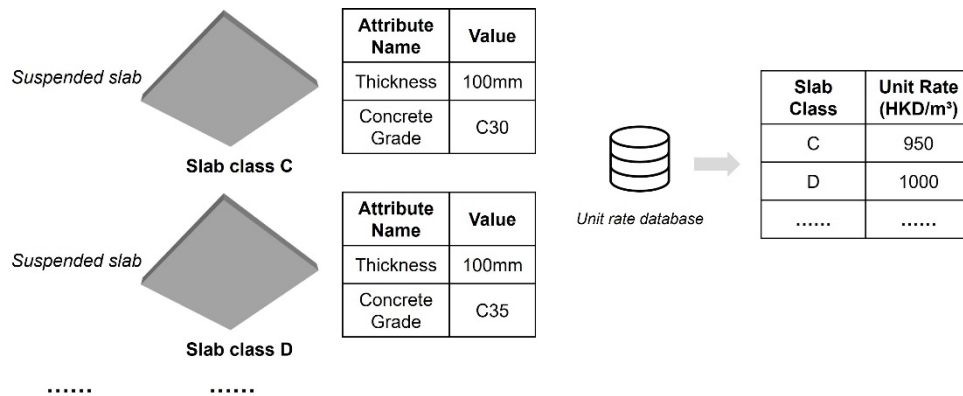 Suspended slab
Slab class C
Attribute
Name
Value
Thickness
100mm
Concrete
Grade
C30
Suspended slab
Slab class D
Attribute
Name
Value
Thickness
100mm
Concrete
Grade
C35
......
......
Unit rate database
Slab
Class
Unit Rate
(HKD/m³)
C
950
D
1000
......
......